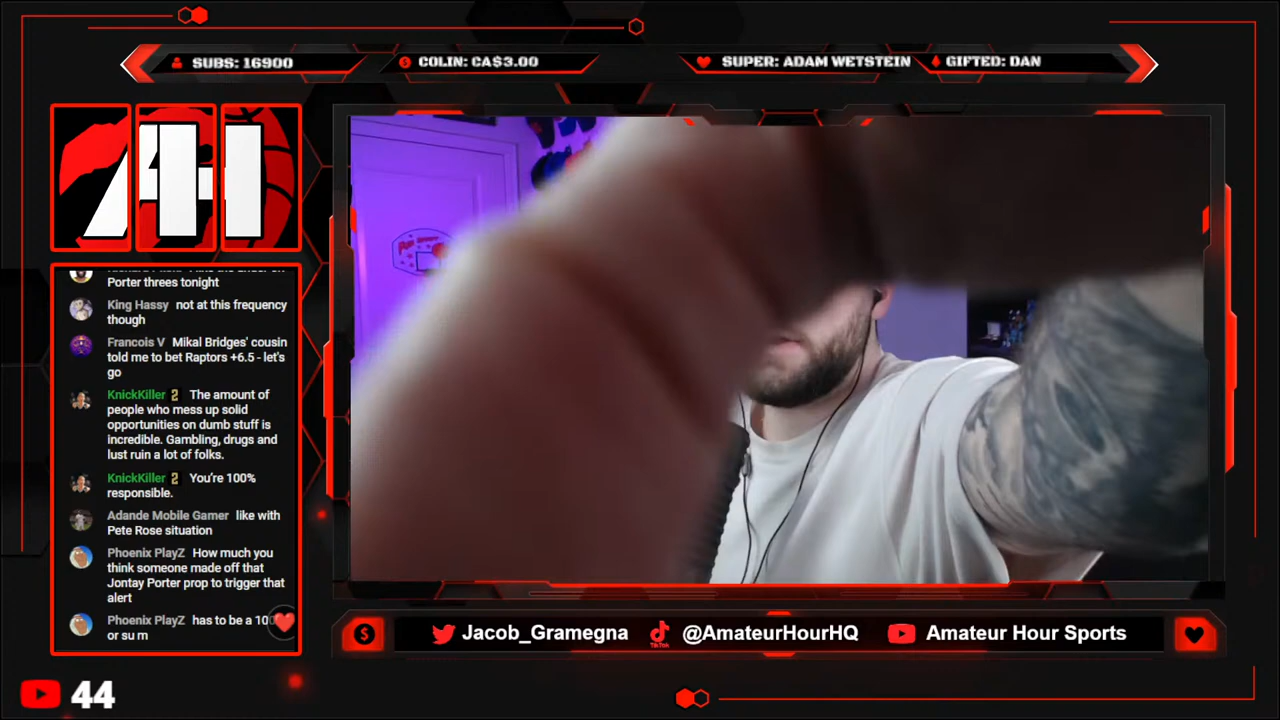 SUBS: 16900
COLIN: CA$3.00
SUPER: ADAM WETSTEIN
GIFTED: DAN
AH
Porter threes tonight
King Hassy not at this frequency
though
Francois V Mikal Bridges' cousin
told me to bet Raptors +6.5 - let's
go
KnickKiller 2 The amount of
people who mess up solid
opportunities on dumb stuff is
incredible. Gambling, drugs and
lust ruin a lot of folks.
KnickKiller 2 You're 100%
responsible.
Adande Mobile Gamer like with
Pete Rose situation
Phoenix PlayZ How much you
think someone made off that
Jontay Porter prop to trigger that
alert
Phoenix PlayZ has to be a
or su m
Jacob_Gramegna
TikTok
@AmateurHourHQ
Amateur Hour Sports
44